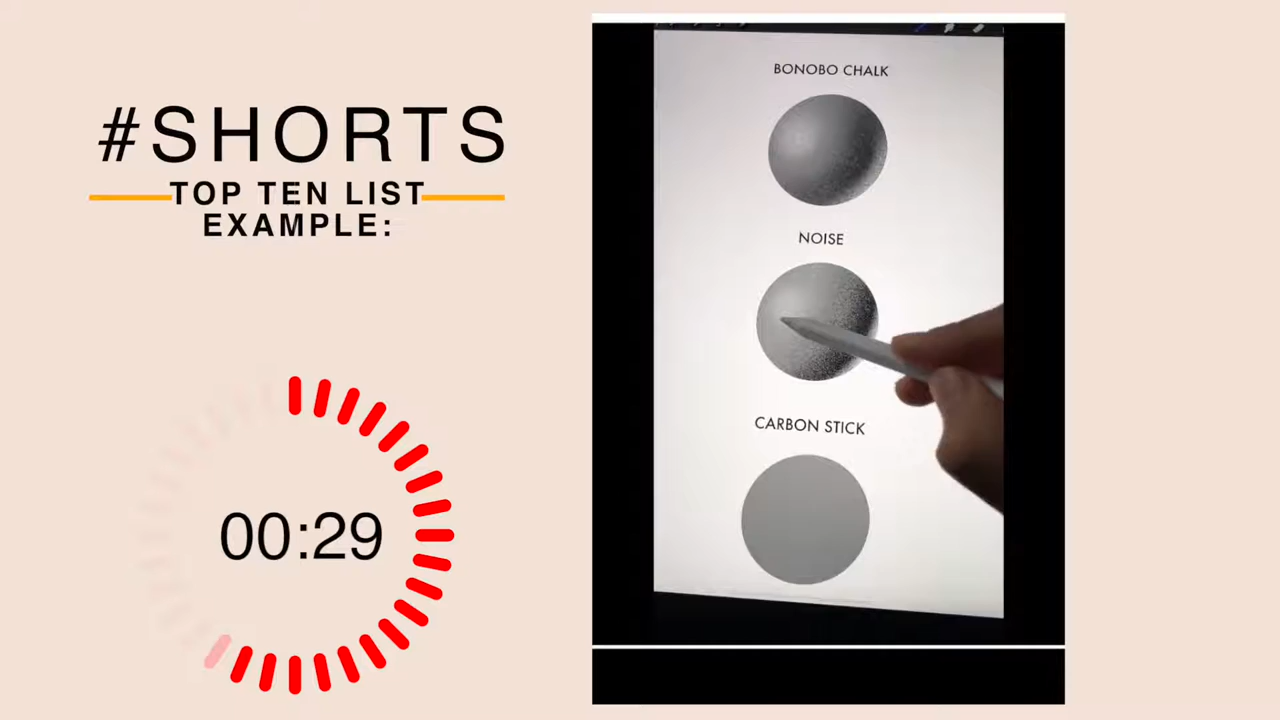 #SHORTS
TOP TEN LIST
EXAMPLE:
00:29
BONOBO CHALK
NOISE
CARBON STICK